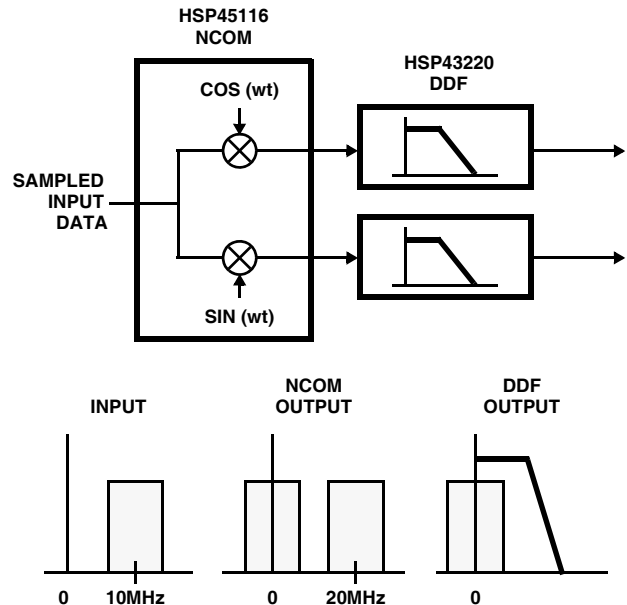 HSP45116
NCOM
HSP43220
DDF
COS (wt)
SAMPLED
INPUT
DATA
SIN (wt)
INPUT
NCOM
OUTPUT
DDF
OUTPUT
0
10MHz
0
20MHz
0